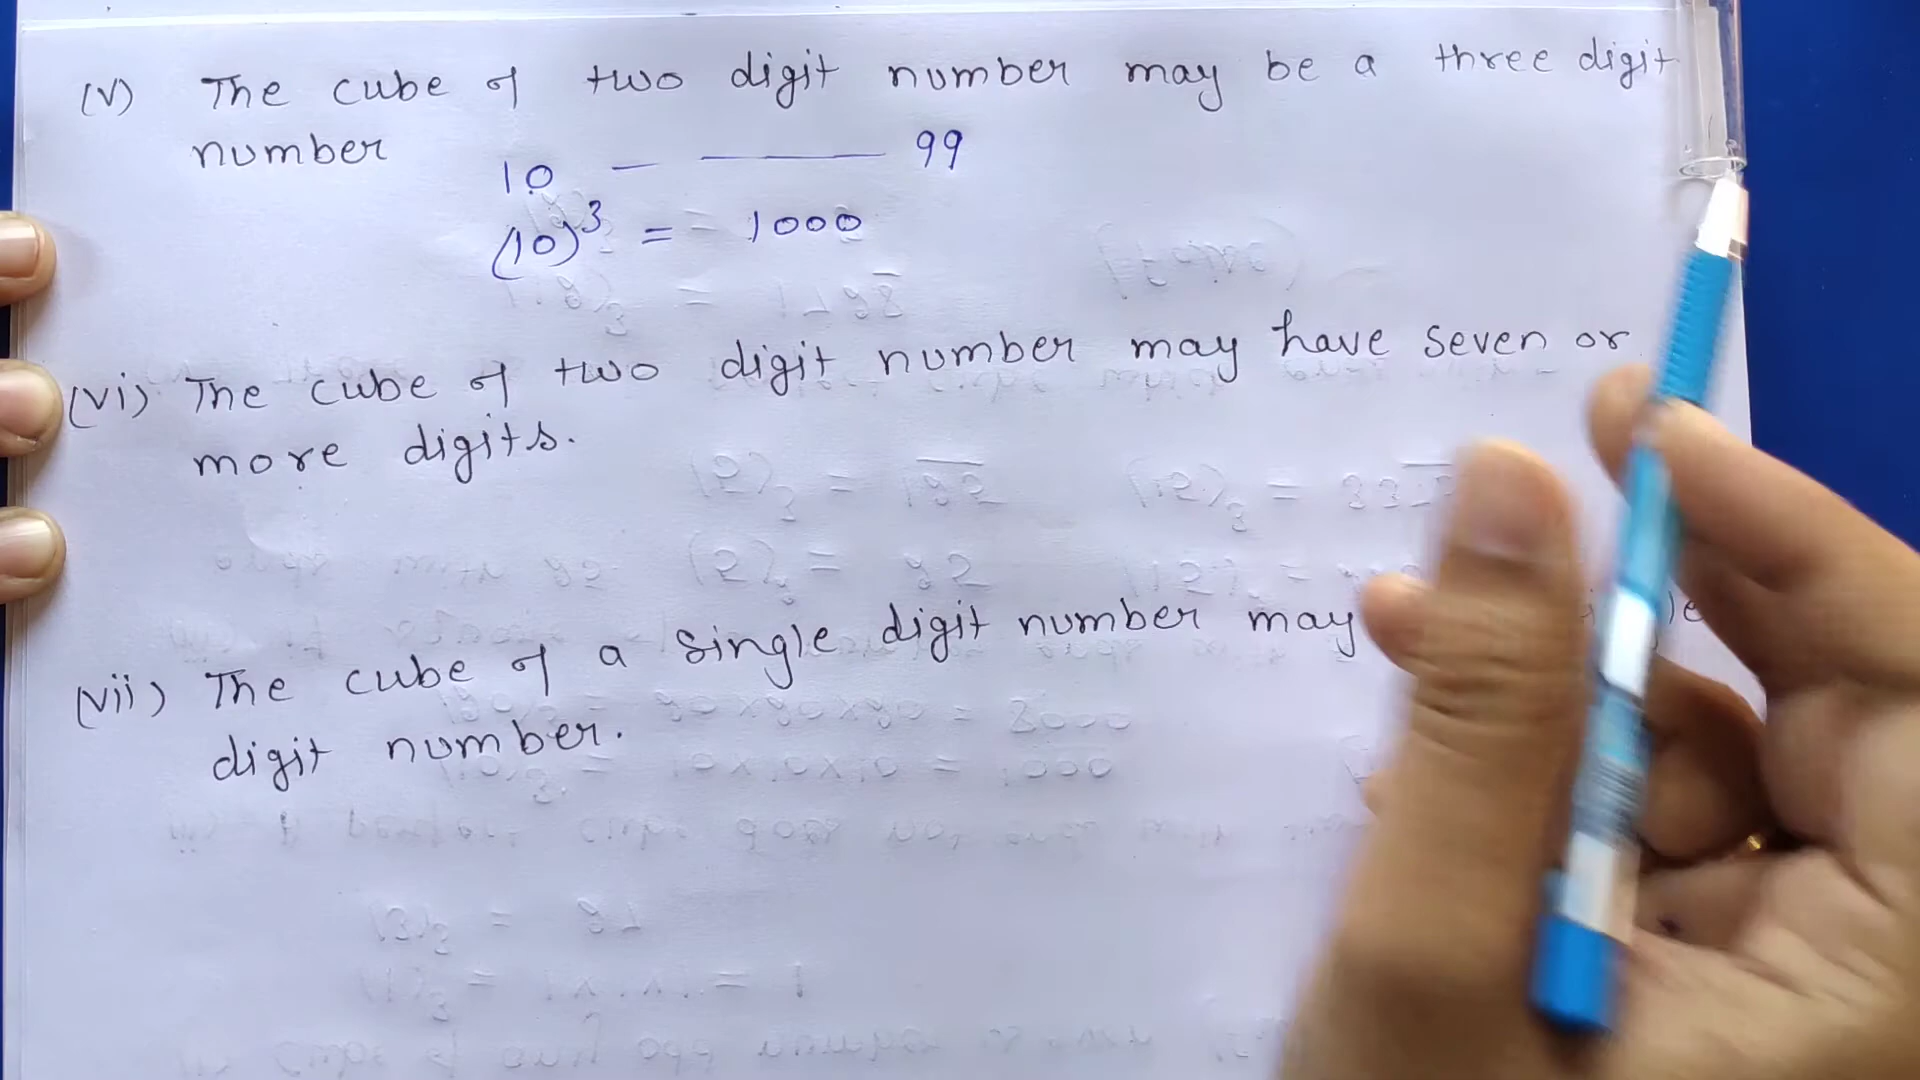 (v) The cube of two digit number may be a three digit
number
10 — —— 99
(10)³ = 1000
(vi) The cube of two digit number may have seven or
more digits.
(vii) The cube of a single digit number may
digit number.